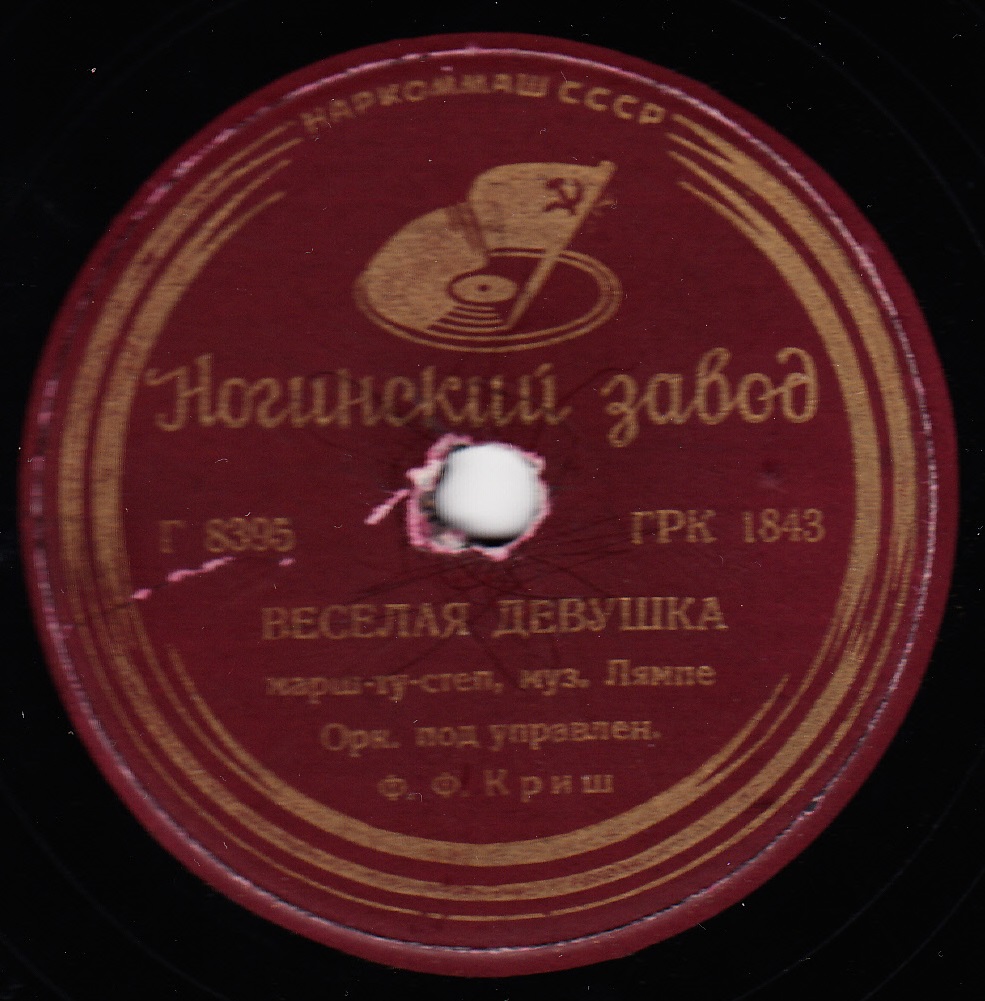 НАРКОММАШ СССР
Ногинский завод
Г 8395 ГРК 1843
ВЕСЕЛАЯ ДЕВУШКА
марш-ту-степ, муз. Лямпе
Орк. под управлен.
Ф. Ф. Криш